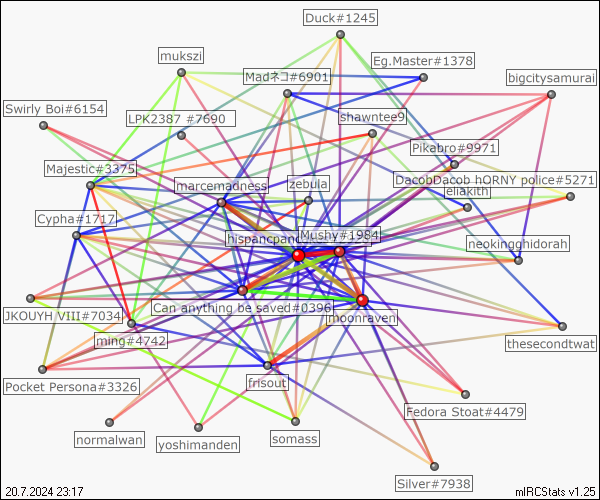 Duck#1245
mukszi
Eg.Master#1378
Madネコ#6901
bigcitysamurai
Swirly Boi#6154
LPK2387 #7690
shawntee9
Pikabro#9971
Majestic#3375
marcemadness
zebula
DacobDacob hORNY police#5271
eliakith
Cypha#1717
hispancpand
Mushy#1984
neokingghidorah
JKOUYH VIII#7034
Can anything be saved#0396
moonraven
ming#4742
thesecondtwat
Pocket Persona#3326
frisout
Fedora Stoat#4479
normalwan
yoshimanden
somass
Silver#7938
20.7.2024 23:17
mIRCStats v1.25